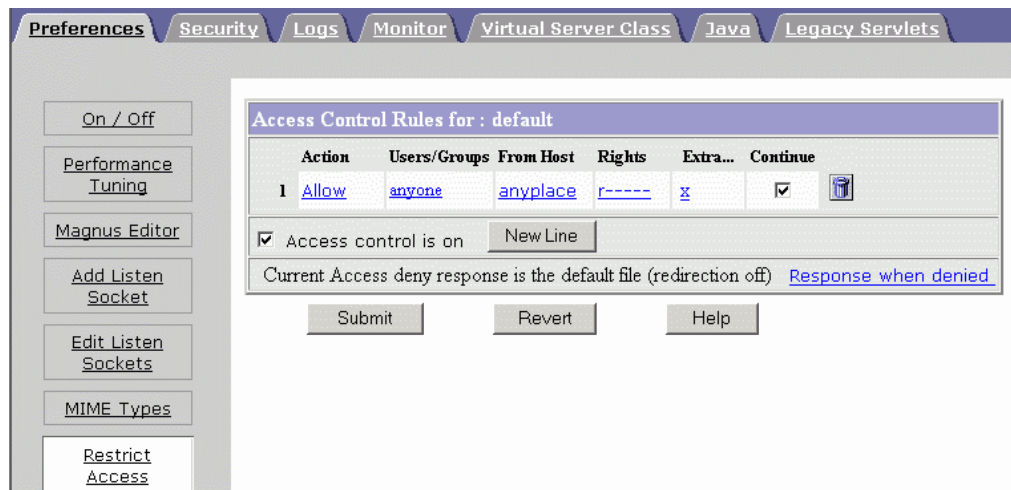 Preferences Security Logs Monitor Virtual Server Class Java Legacy Servlets
On / Off
Performance
Tuning
Magnus Editor
Add Listen
Socket
Edit Listen
Sockets
MIME Types
Restrict
Access
Access Control Rules for : default
Action Users/Groups From Host Rights Extra... Continue
1 Allow anyone anyplace r----- x
Access control is on New Line
Current Access deny response is the default file (redirection off) Response when denied
Submit Revert Help